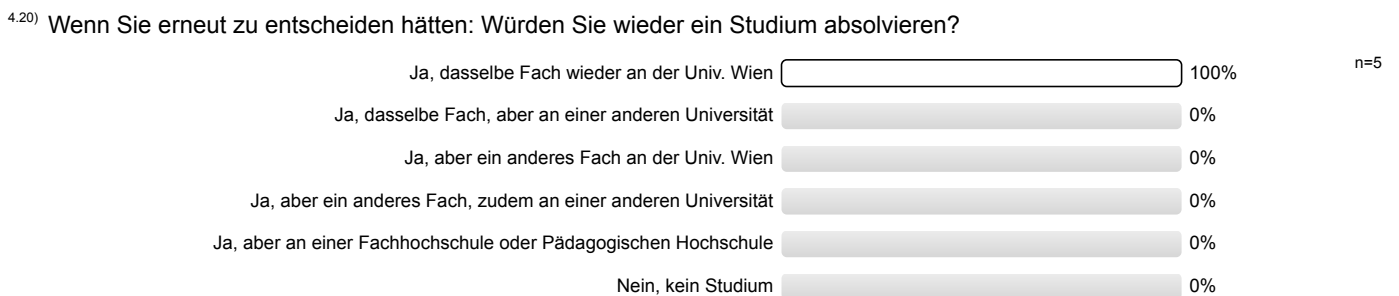 4.20) Wenn Sie erneut zu entscheiden hätten: Würden Sie wieder ein Studium absolvieren?
Ja, dasselbe Fach wieder an der Univ. Wien 100% n=5
Ja, dasselbe Fach, aber an einer anderen Universität 0%
Ja, aber ein anderes Fach an der Univ. Wien 0%
Ja, aber ein anderes Fach, zudem an einer anderen Universität 0%
Ja, aber an einer Fachhochschule oder Pädagogischen Hochschule 0%
Nein, kein Studium 0%